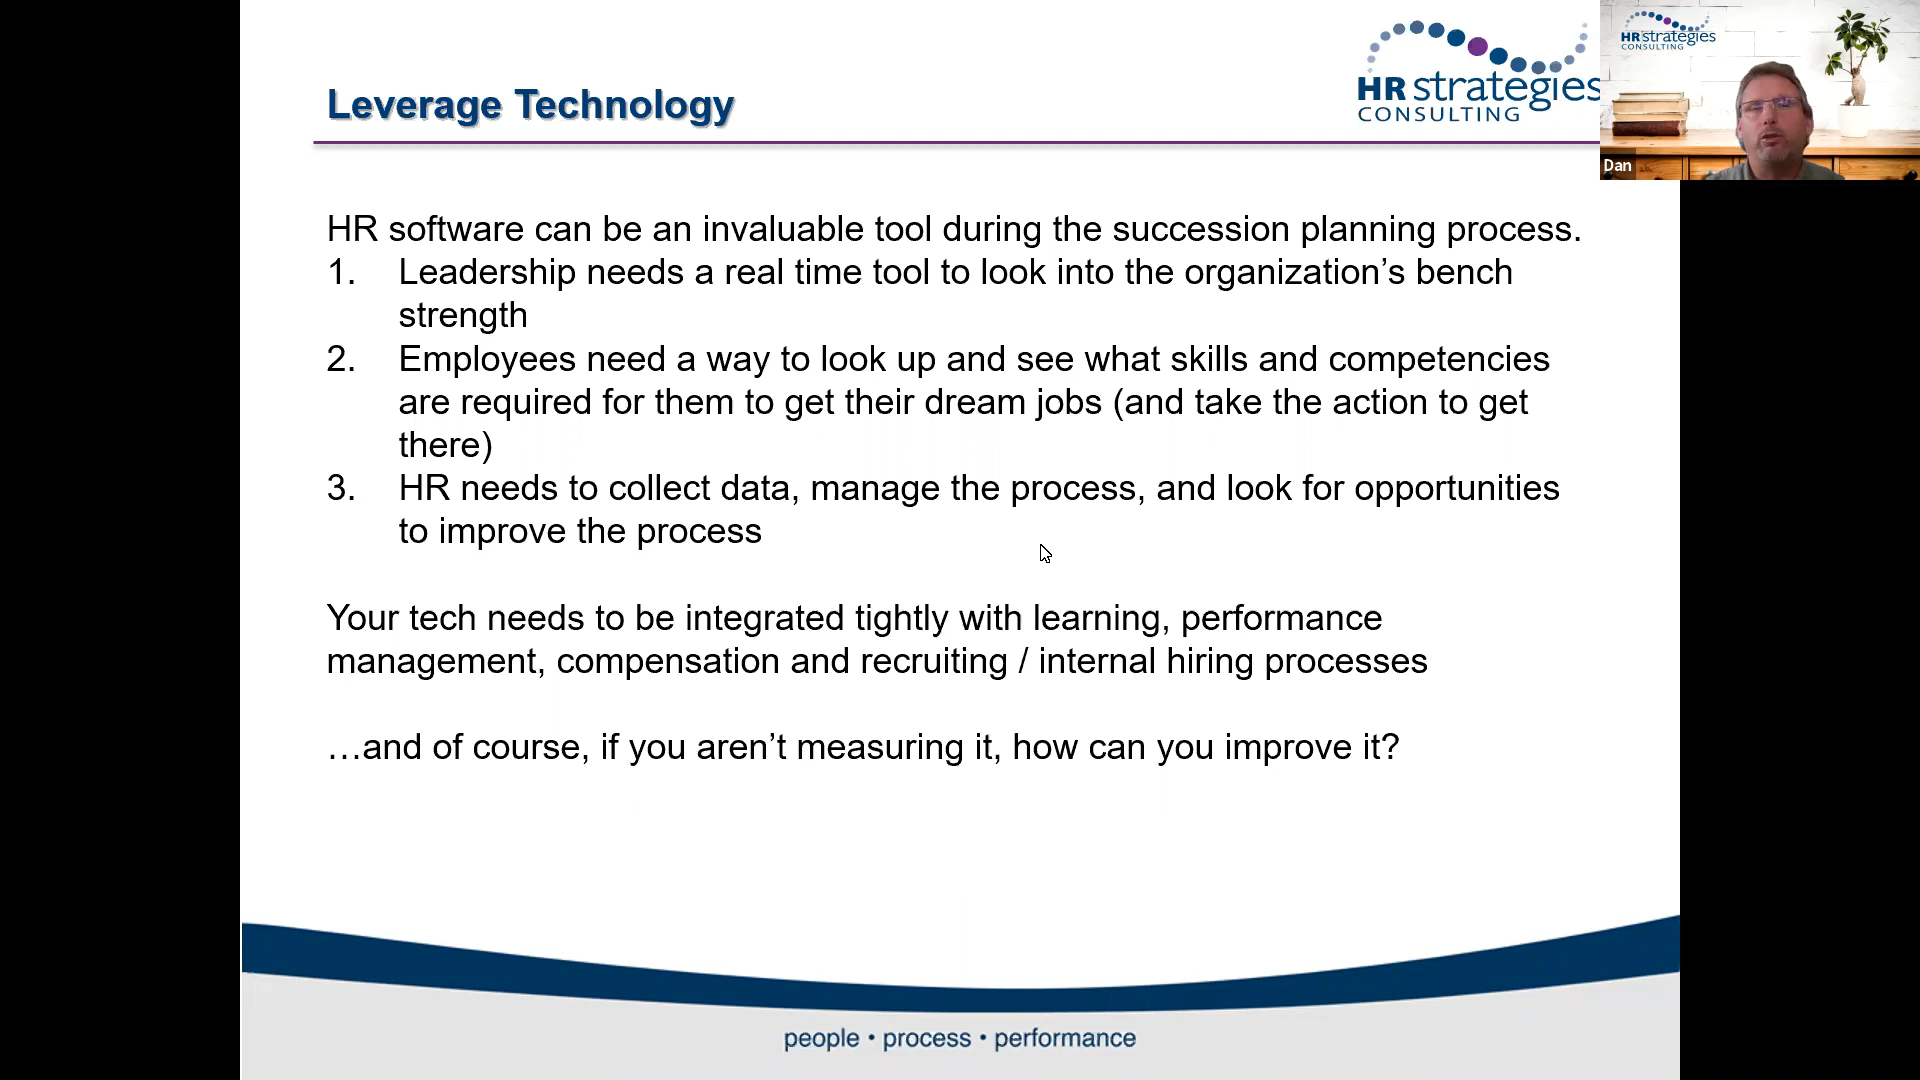 Leverage Technology
HR strategies
CONSULTING
HR strategies
CONSULTING
Dan
HR software can be an invaluable tool during the succession planning process.
1. Leadership needs a real time tool to look into the organization’s bench
strength
2. Employees need a way to look up and see what skills and competencies
are required for them to get their dream jobs (and take the action to get
there)
3. HR needs to collect data, manage the process, and look for opportunities
to improve the process
Your tech needs to be integrated tightly with learning, performance
management, compensation and recruiting / internal hiring processes
…and of course, if you aren’t measuring it, how can you improve it?
people • process • performance